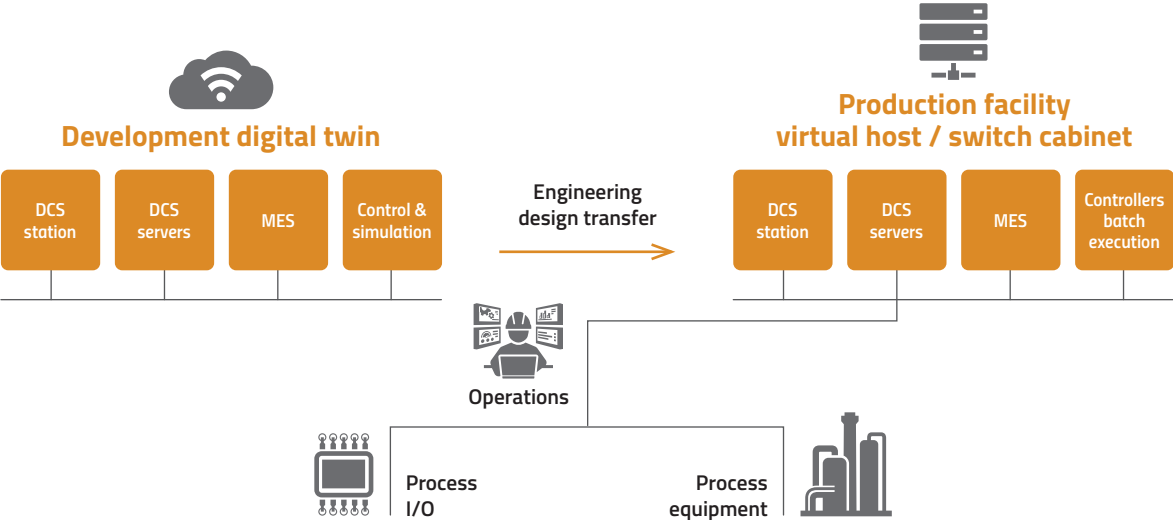 Development digital twin
DCS
station
DCS
servers
MES
Control &
simulation
Engineering
design transfer
Production facility
virtual host / switch cabinet
DCS
station
DCS
servers
MES
Controllers
batch
execution
Operations
Process
I/O
Process
equipment